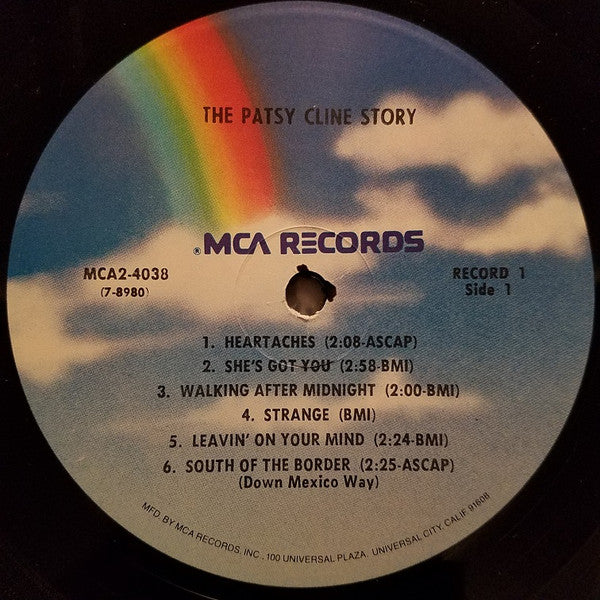 THE PATSY CLINE STORY
® MCA RECORDS
MCA2-4038
(7-8980)
RECORD 1
Side 1
1. HEARTACHES (2:08-ASCAP)
2. SHE'S GOT YOU (2:58-BMI)
3. WALKING AFTER MIDNIGHT (2:00-BMI)
4. STRANGE (BMI)
5. LEAVIN' ON YOUR MIND (2:24-BMI)
6. SOUTH OF THE BORDER (2:25-ASCAP)
(Down Mexico Way)
MFD. BY MCA RECORDS, INC. 100 UNIVERSAL PLAZA, UNIVERSAL CITY, CALIF. 91608